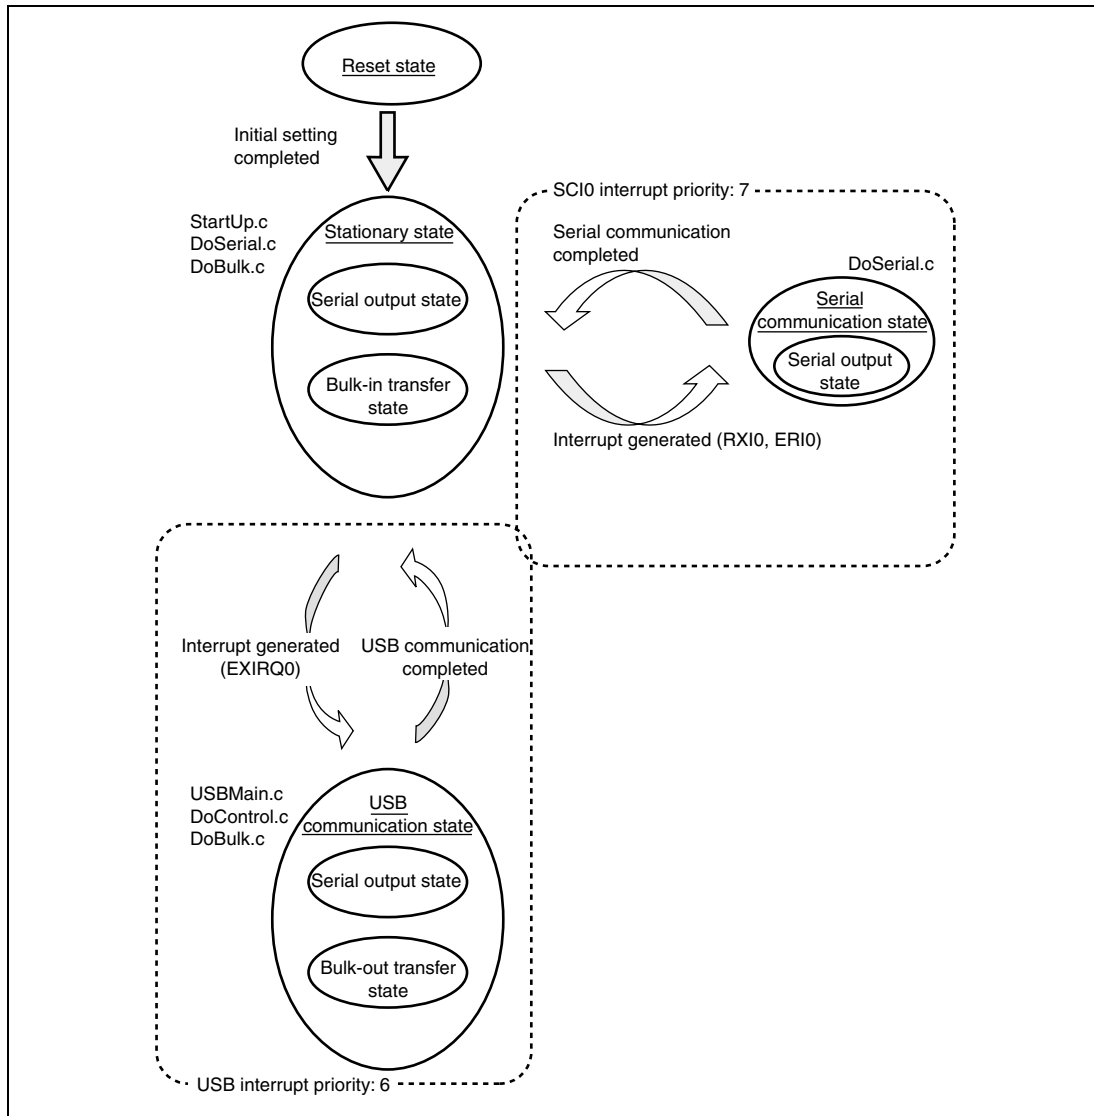 Reset state
Initial setting
completed
SCI0 interrupt priority: 7
StartUp.c
DoSerial.c
DoBulk.c
Stationary state
Serial output state
Bulk-in transfer
state
Serial communication
completed
DoSerial.c
Serial
communication state
Serial output
state
Interrupt generated (RXI0, ERI0)
Interrupt generated
(EXIRQ0)
USB communication
completed
USBMain.c
DoControl.c
DoBulk.c
USB
communication state
Serial output state
Bulk-out transfer
state
USB interrupt priority: 6